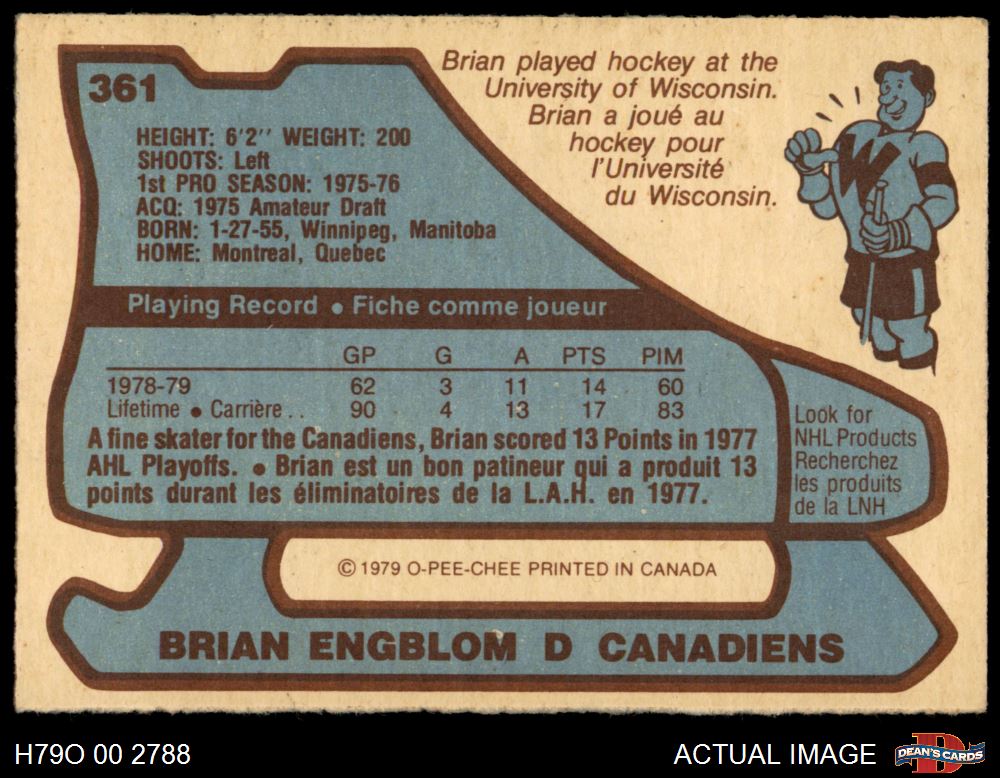 361
HEIGHT: 6'2'' WEIGHT: 200
SHOOTS: Left
1st PRO SEASON: 1975-76
ACQ: 1975 Amateur Draft
BORN: 1-27-55, Winnipeg, Manitoba
HOME: Montreal, Quebec
Brian played hockey at the
University of Wisconsin.
Brian a joué au
hockey pour
l'Université
du Wisconsin.
W
Playing Record • Fiche comme joueur
GP G A PTS PIM
1978-79 62 3 11 14 60
Lifetime • Carrière . . 90 4 13 17 83
A fine skater for the Canadiens, Brian scored 13 Points in 1977
AHL Playoffs. • Brian est un bon patineur qui a produit 13
points durant les éliminatoires de la L.A.H. en 1977.
Look for
NHL Products
Recherchez
les produits
de la LNH
© 1979 O-PEE-CHEE PRINTED IN CANADA
BRIAN ENGBLOM D CANADIENS
H79O 00 2788
ACTUAL IMAGE
D
DEAN'S CARDS